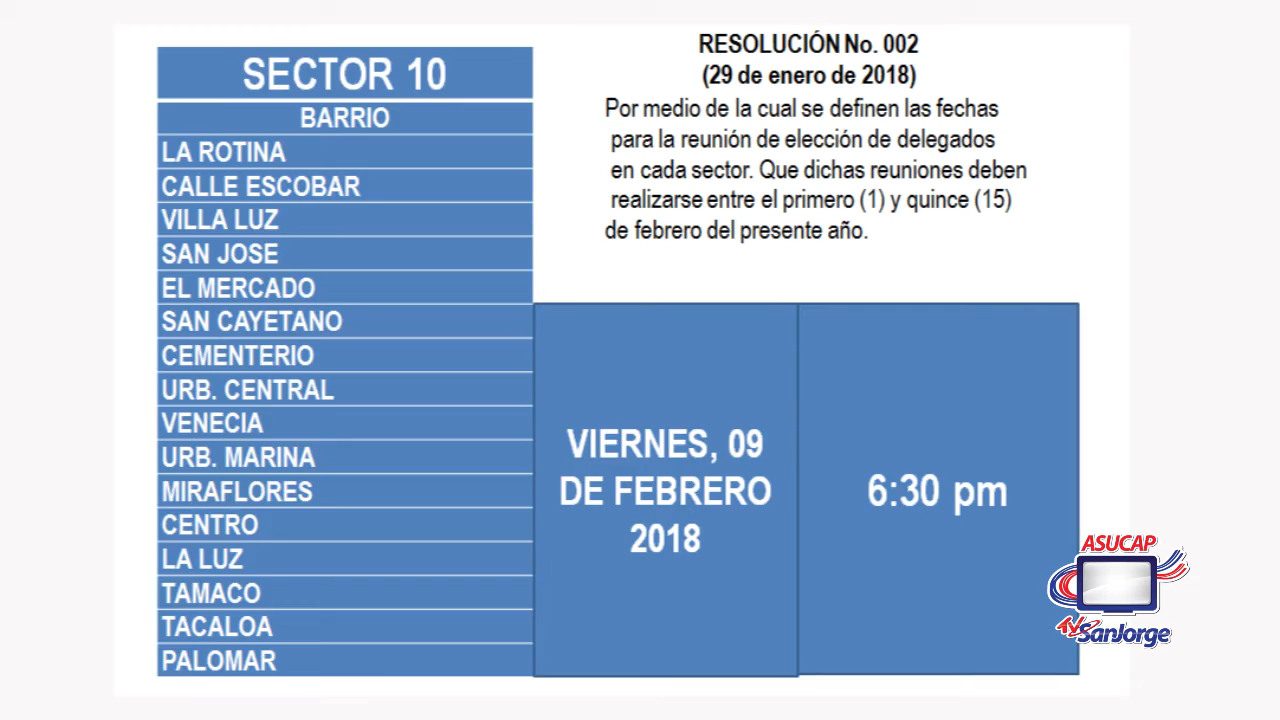 SECTOR 10
BARRIO
LA ROTINA
CALLE ESCOBAR
VILLA LUZ
SAN JOSE
EL MERCADO
SAN CAYETANO
CEMENTERIO
URB. CENTRAL
VENECIA
URB. MARINA
MIRAFLORES
CENTRO
LA LUZ
TAMACO
TACALOA
PALOMAR
RESOLUCIÓN No. 002
(29 de enero de 2018)
Por medio de la cual se definen las fechas
para la reunión de elección de delegados
en cada sector. Que dichas reuniones deben
realizarse entre el primero (1) y quince (15)
de febrero del presente año.
VIERNES, 09
DE FEBRERO
2018
6:30 pm
ASUCAP
TV SanJorge